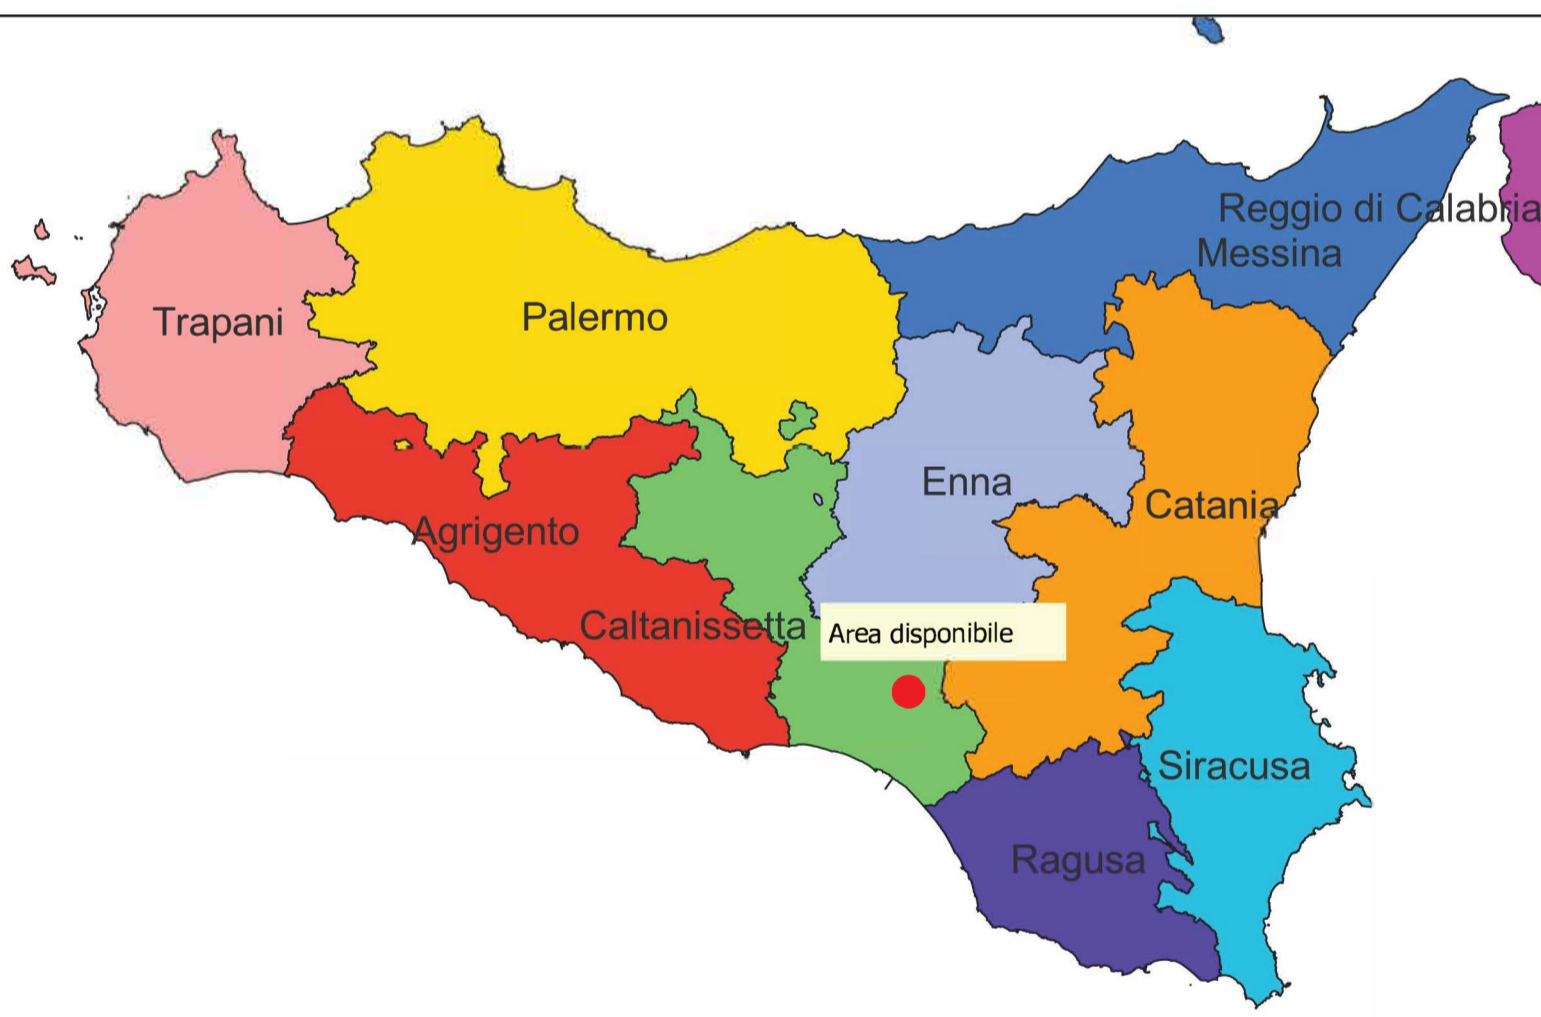 Reggio di Calabria
Messina
Trapani
Palermo
Enna
Catania
Agrigento
Caltanissetta
Area disponibile
Siracusa
Ragusa